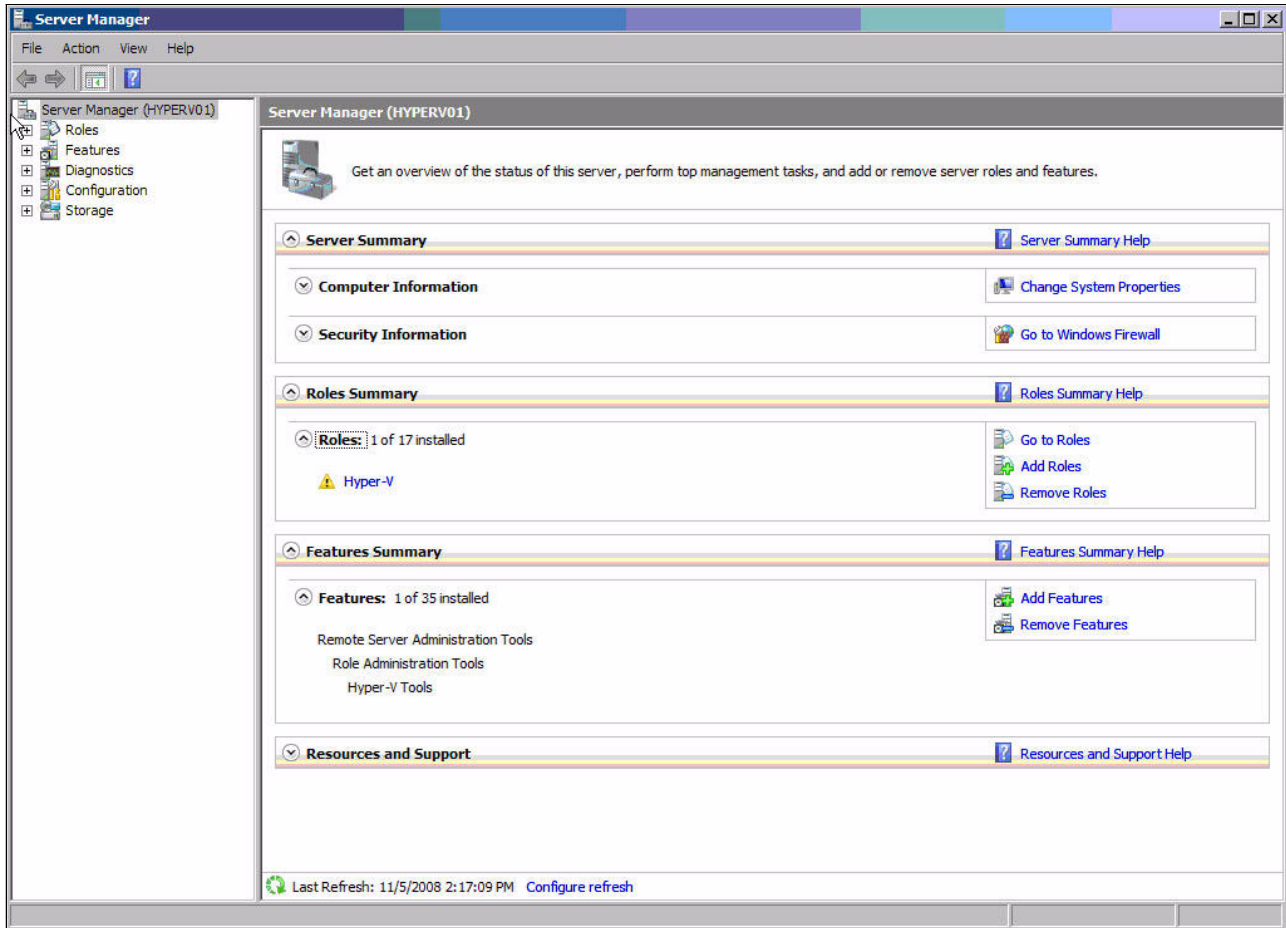 Server Manager
File Action View Help
Server Manager (HYPERV01)
Roles
Features
Diagnostics
Configuration
Storage
Server Manager (HYPERV01)
Get an overview of the status of this server, perform top management tasks, and add or remove server roles and features.
Server Summary
Server Summary Help
Computer Information
Change System Properties
Security Information
Go to Windows Firewall
Roles Summary
Roles Summary Help
Roles: 1 of 17 installed
Go to Roles
Add Roles
Hyper-V
Remove Roles
Features Summary
Features Summary Help
Features: 1 of 35 installed
Add Features
Remove Features
Remote Server Administration Tools
Role Administration Tools
Hyper-V Tools
Resources and Support
Resources and Support Help
Last Refresh: 11/5/2008 2:17:09 PM Configure refresh